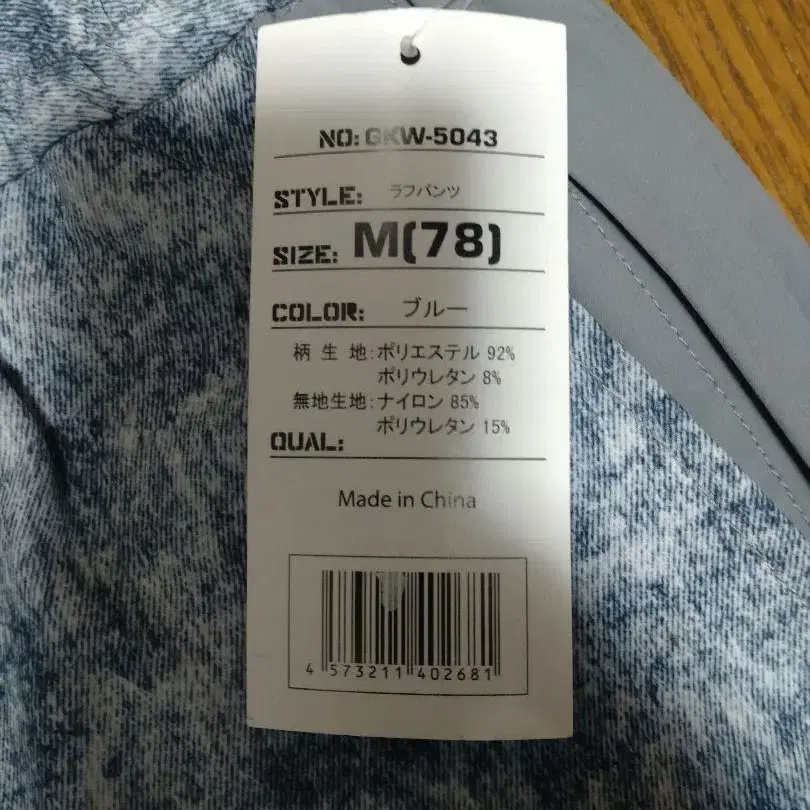 NO: GKW-5043
STYLE: ラフパンツ
SIZE: M(78)
COLOR: ブルー
柄生地:ポリエステル 92%
ポリウレタン 8%
無地生地:ナイロン 85%
ポリウレタン 15%
QUAL:
Made in China
4 573211 402681